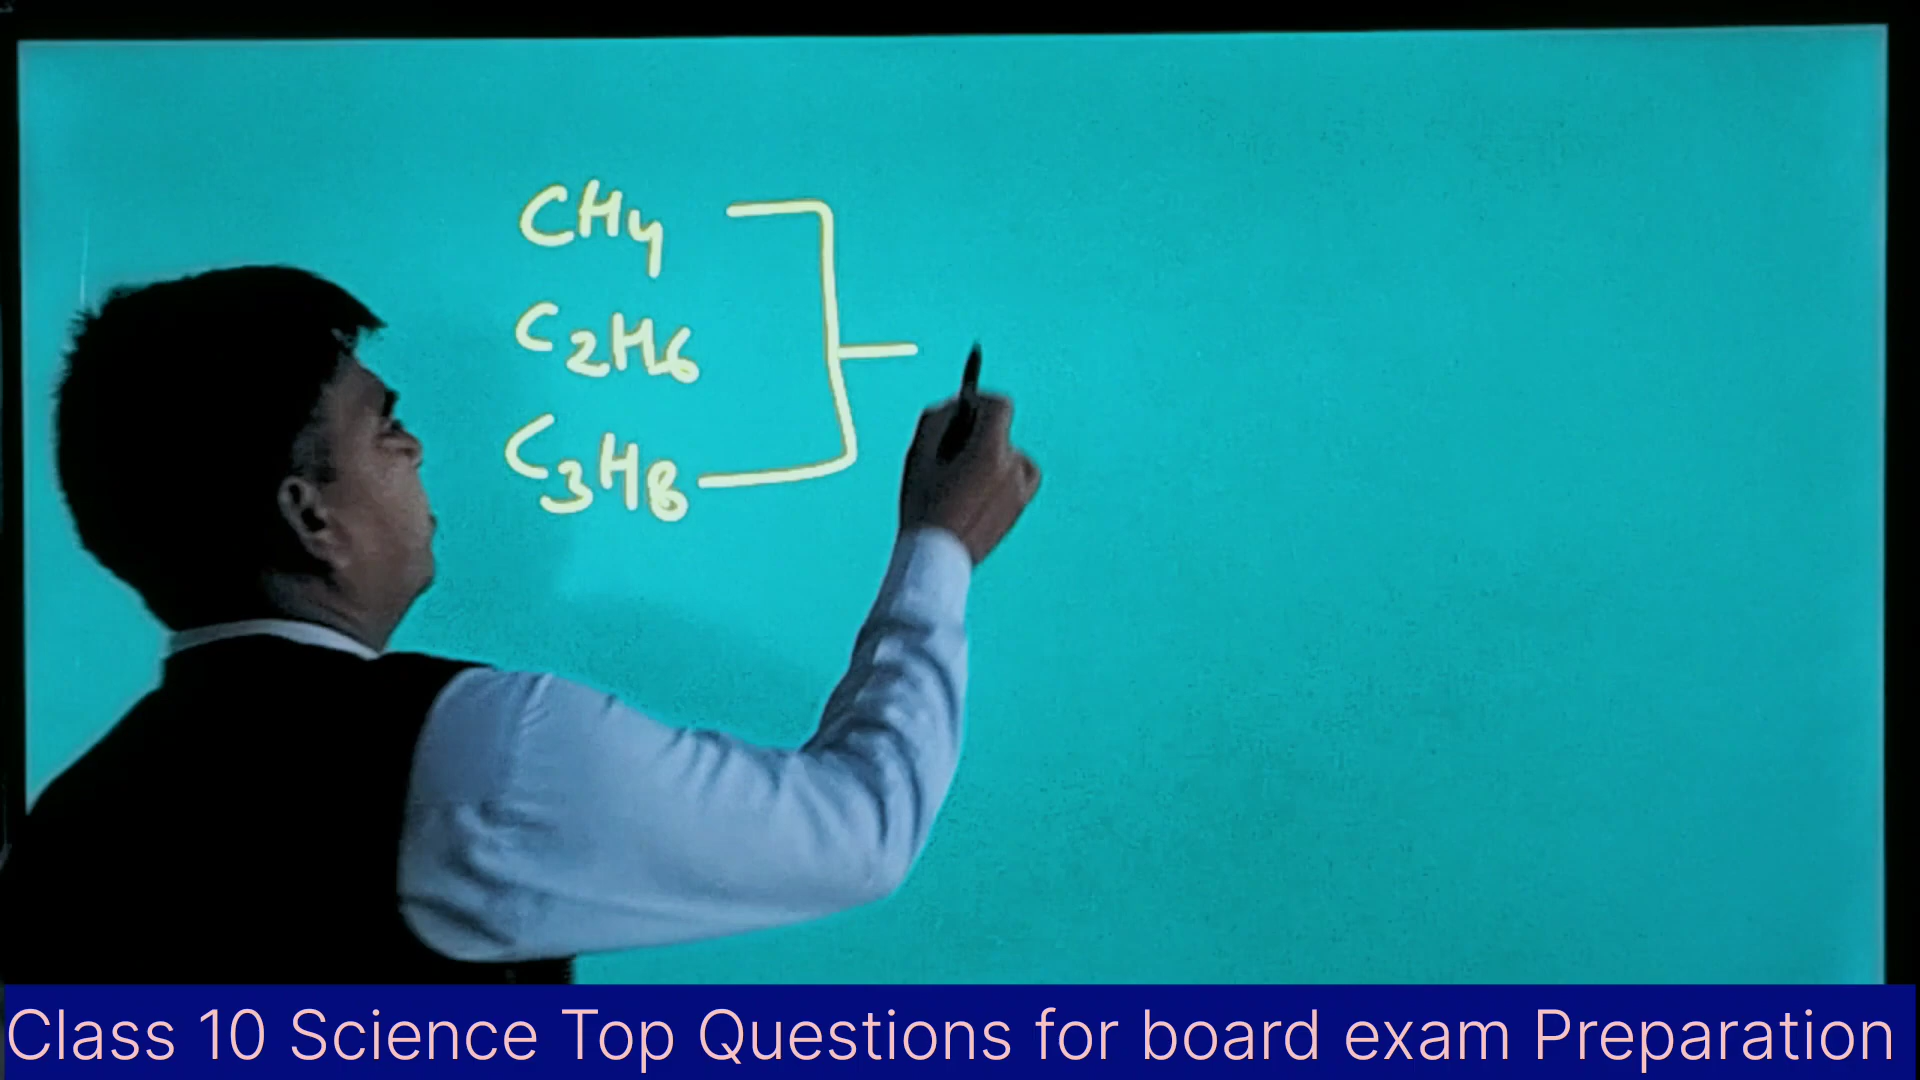 CH4
C2H6
C3H8
Class 10 Science Top Questions for board exam Preparation